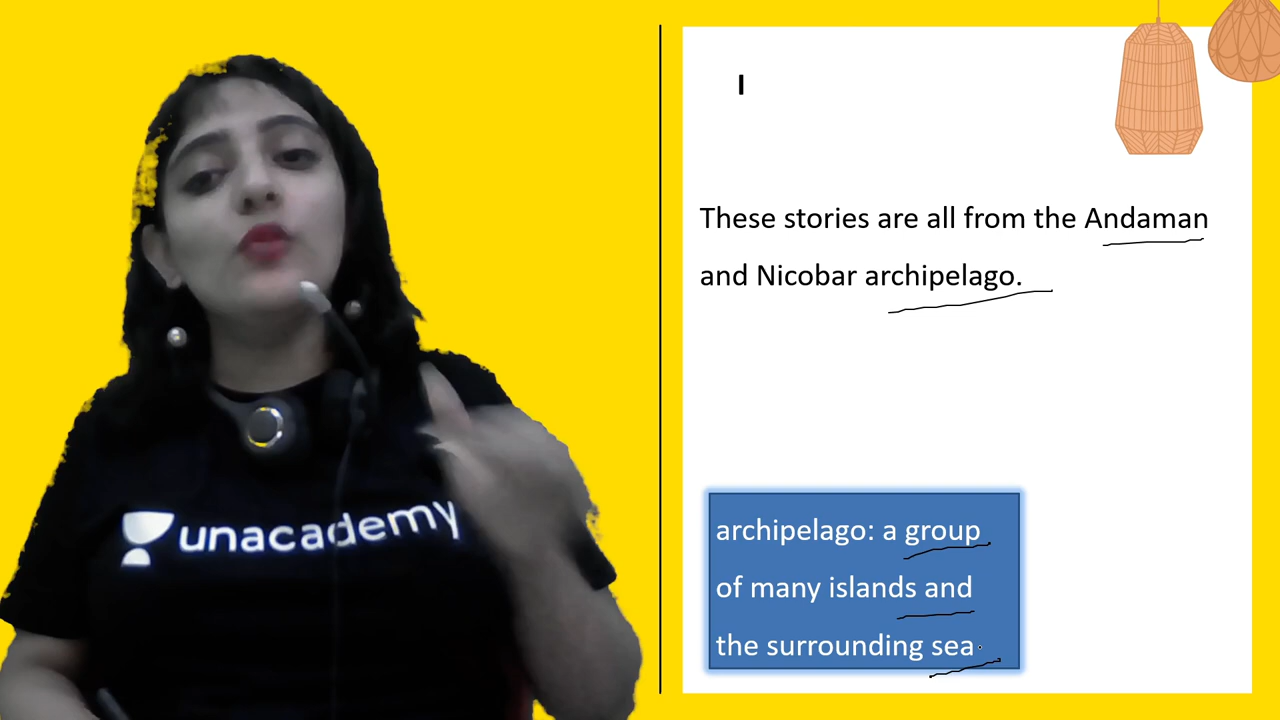 I
These stories are all from the Andaman
and Nicobar archipelago.
unacademy
archipelago: a group
of many islands and
the surrounding sea